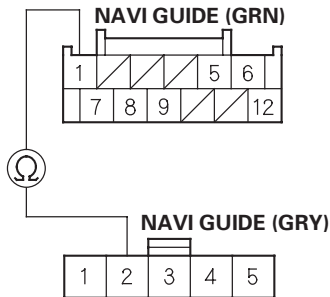 NAVI GUIDE (GRN)
1 5 6
7 8 9 12
Ω
NAVI GUIDE (GRY)
1 2 3 4 5